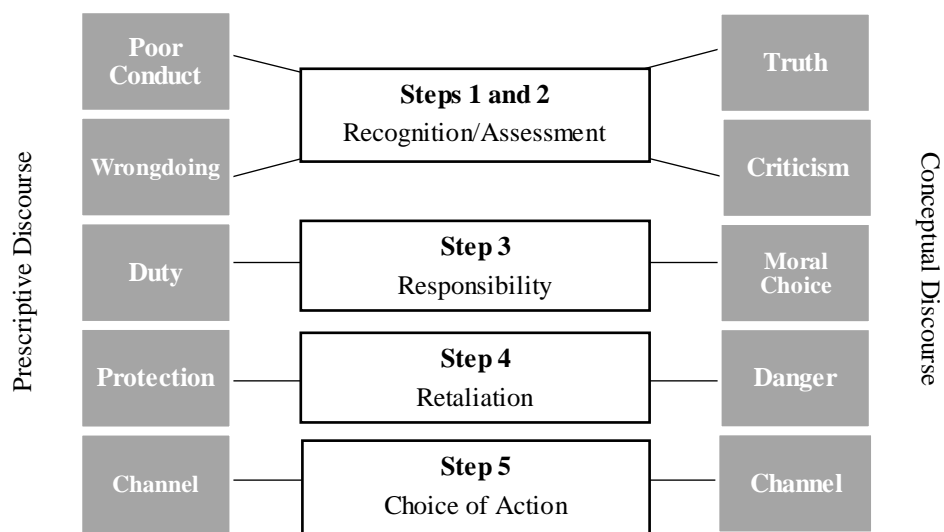 Prescriptive Discourse
Poor
Conduct
Wrongdoing
Duty
Protection
Channel
Steps 1 and 2
Recognition/Assessment
Step 3
Responsibility
Step 4
Retaliation
Step 5
Choice of Action
Truth
Criticism
Moral
Choice
Danger
Channel
Conceptual Discourse